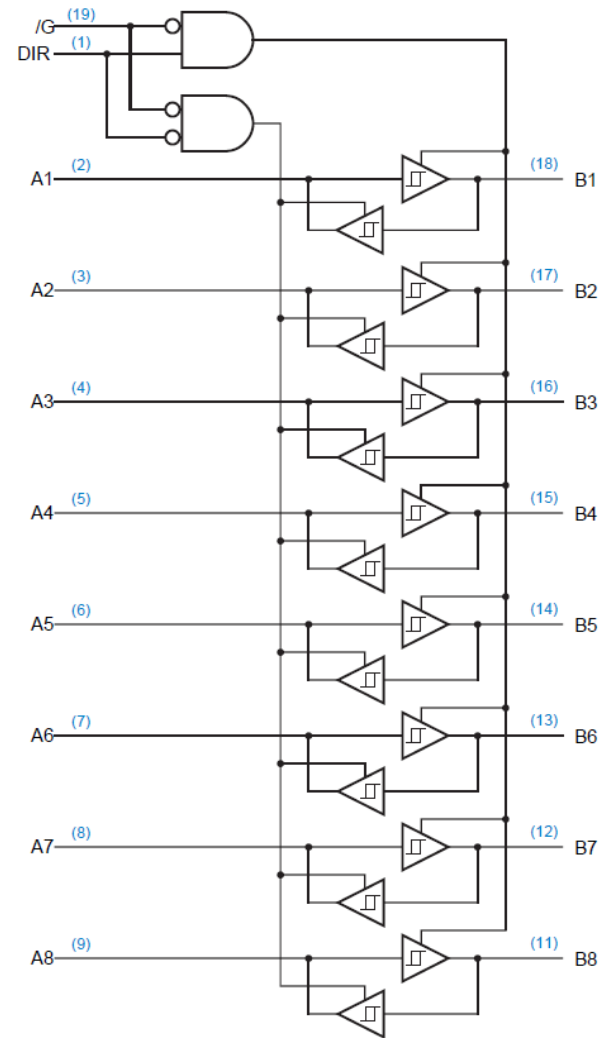 /G (19)
DIR (1)
A1 (2) (18) B1
A2 (3) (17) B2
A3 (4) (16) B3
A4 (5) (15) B4
A5 (6) (14) B5
A6 (7) (13) B6
A7 (8) (12) B7
A8 (9) (11) B8